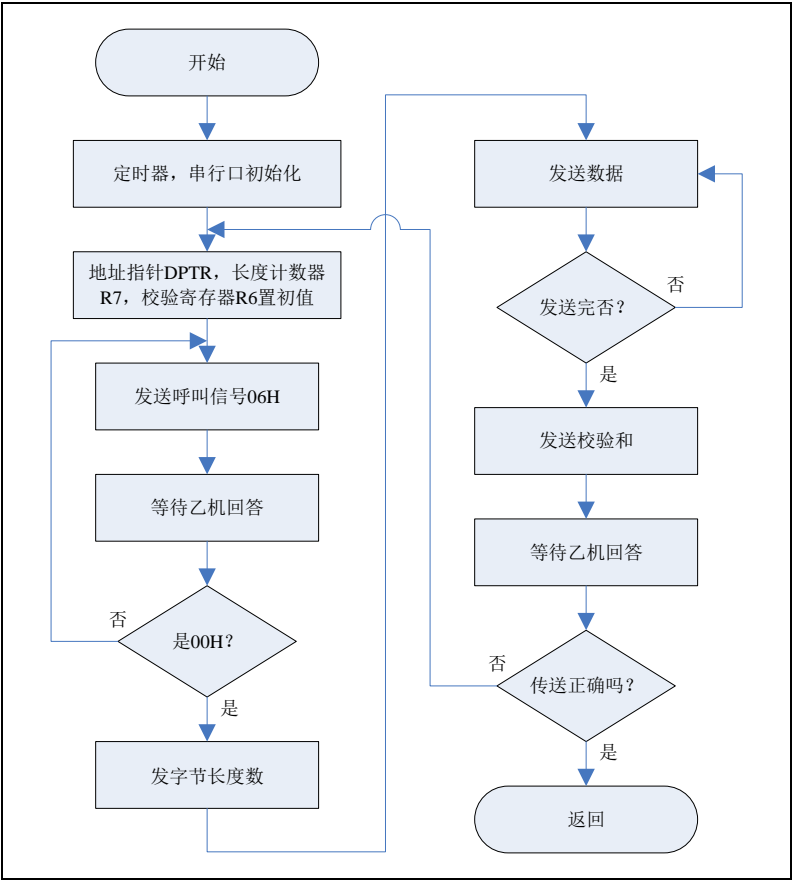 开始
定时器，串行口初始化
地址指针DPTR，长度计数器
R7，校验寄存器R6置初值
发送呼叫信号06H
等待乙机回答
否
是00H？
是
发字节长度数
发送数据
否
发送完否？
是
发送校验和
等待乙机回答
否
传送正确吗？
是
返回